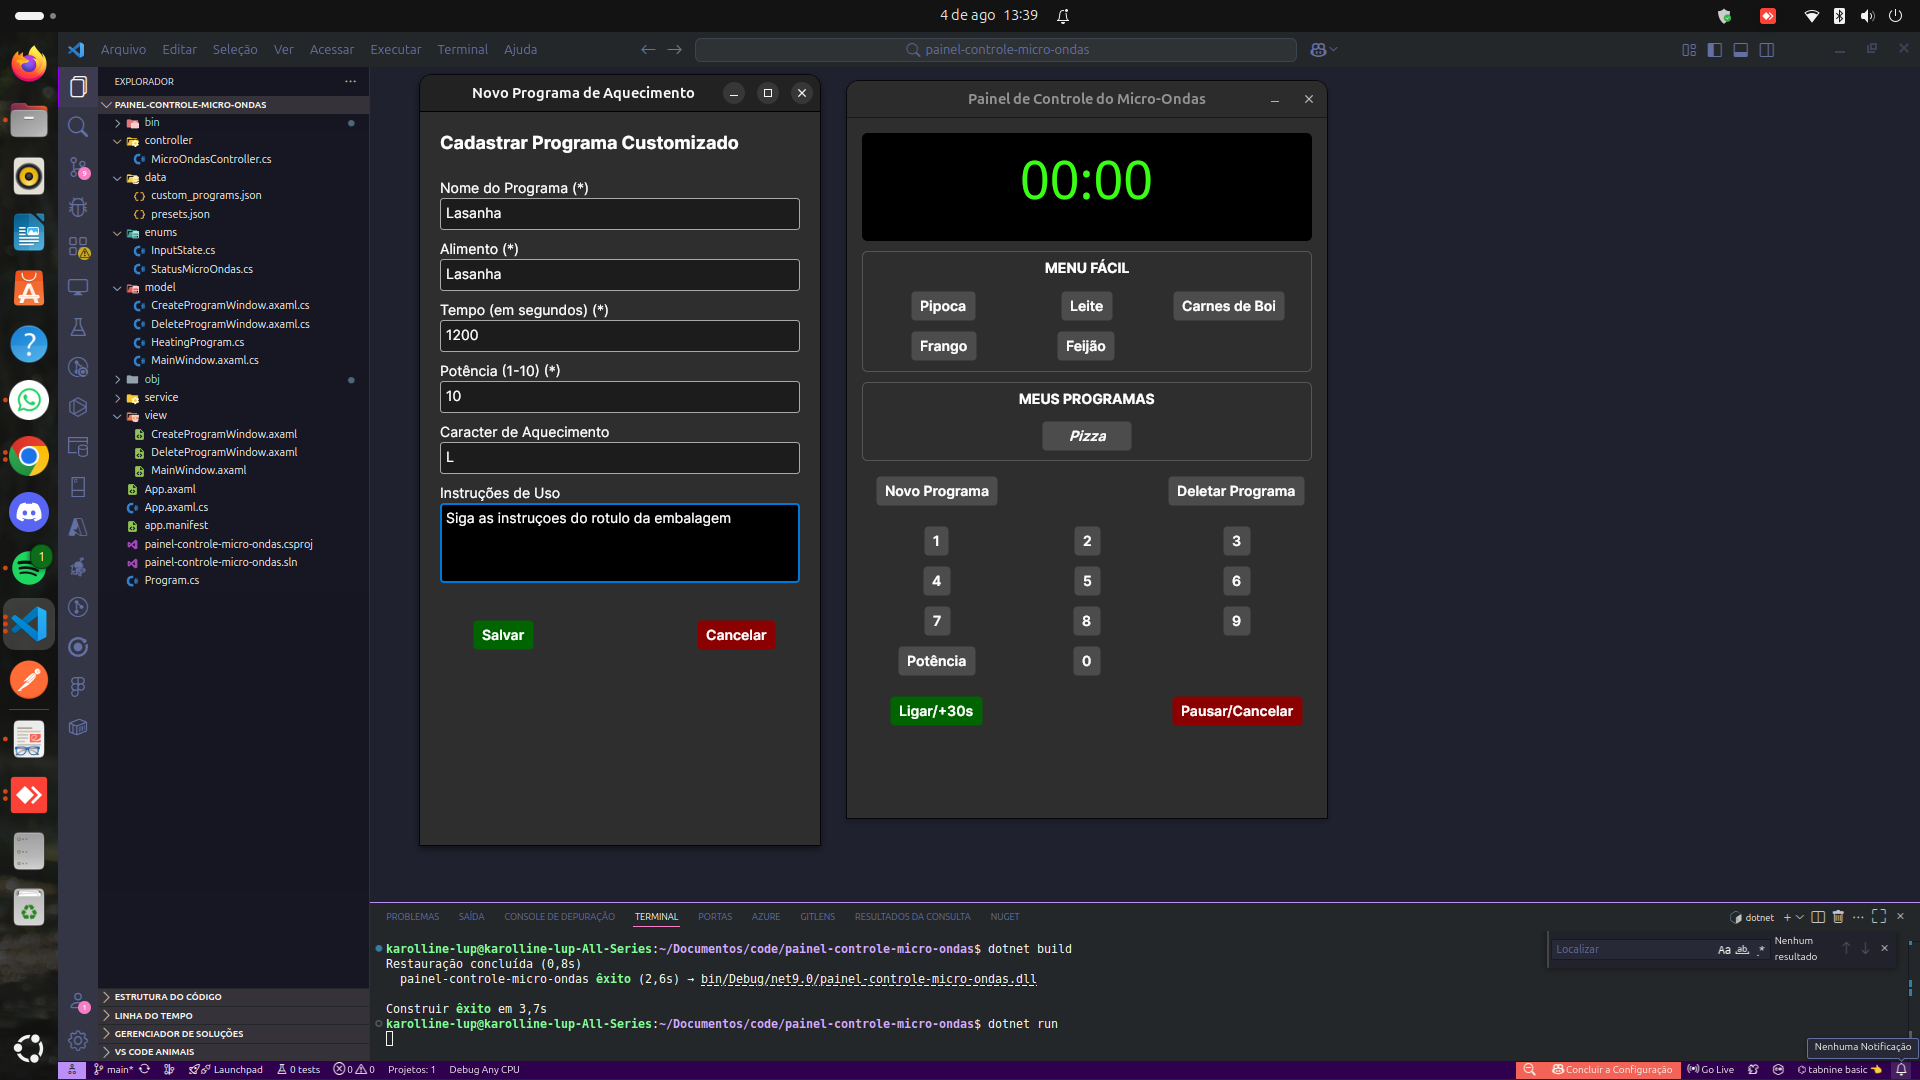 4 de ago 13:39
Arquivo Editar Seleção Ver Acessar Executar Terminal Ajuda
painel-controle-micro-ondas
EXPLORADOR
PAINEL-CONTROLE-MICRO-ONDAS
bin
controller
MicroOndasController.cs
data
custom_programs.json
presets.json
enums
InputState.cs
StatusMicroOndas.cs
model
CreateProgramWindow.axaml.cs
DeleteProgramWindow.axaml.cs
HeatingProgram.cs
MainWindow.axaml.cs
obj
service
view
CreateProgramWindow.axaml
DeleteProgramWindow.axaml
MainWindow.axaml
App.axaml
App.axaml.cs
app.manifest
painel-controle-micro-ondas.csproj
painel-controle-micro-ondas.sln
Program.cs
ESTRUTURA DO CÓDIGO
LINHA DO TEMPO
GERENCIADOR DE SOLUÇÕES
VS CODE ANIMAIS
9
1
1
Novo Programa de Aquecimento
Cadastrar Programa Customizado
Nome do Programa (*)
Lasanha
Alimento (*)
Lasanha
Tempo (em segundos) (*)
1200
Potência (1-10) (*)
10
Caracter de Aquecimento
L
Instruções de Uso
Siga as instruçoes do rotulo da embalagem
Salvar Cancelar
Painel de Controle do Micro-Ondas
00:00
MENU FÁCIL
Pipoca Leite Carnes de Boi
Frango Feijão
MEUS PROGRAMAS
Pizza
Novo Programa Deletar Programa
1 2 3
4 5 6
7 8 9
Potência 0
Ligar/+30s Pausar/Cancelar
PROBLEMAS SAÍDA CONSOLE DE DEPURAÇÃO TERMINAL PORTAS AZURE GITLENS RESULTADOS DA CONSULTA NUGET
dotnet
Localizar Aa ab .*
Nenhum
resultado
karolline-lup@karolline-lup-All-Series:~/Documentos/code/painel-controle-micro-ondas$ dotnet build
Restauração concluída (0,8s)
painel-controle-micro-ondas êxito (2,6s) → bin/Debug/net9.0/painel-controle-micro-ondas.dll
Construir êxito em 3,7s
karolline-lup@karolline-lup-All-Series:~/Documentos/code/painel-controle-micro-ondas$ dotnet run
Nenhuma Notificação
main* Launchpad 0 tests 0 0 Projetos: 1 Debug Any CPU
Concluir a Configuração Go Live tabnine basic